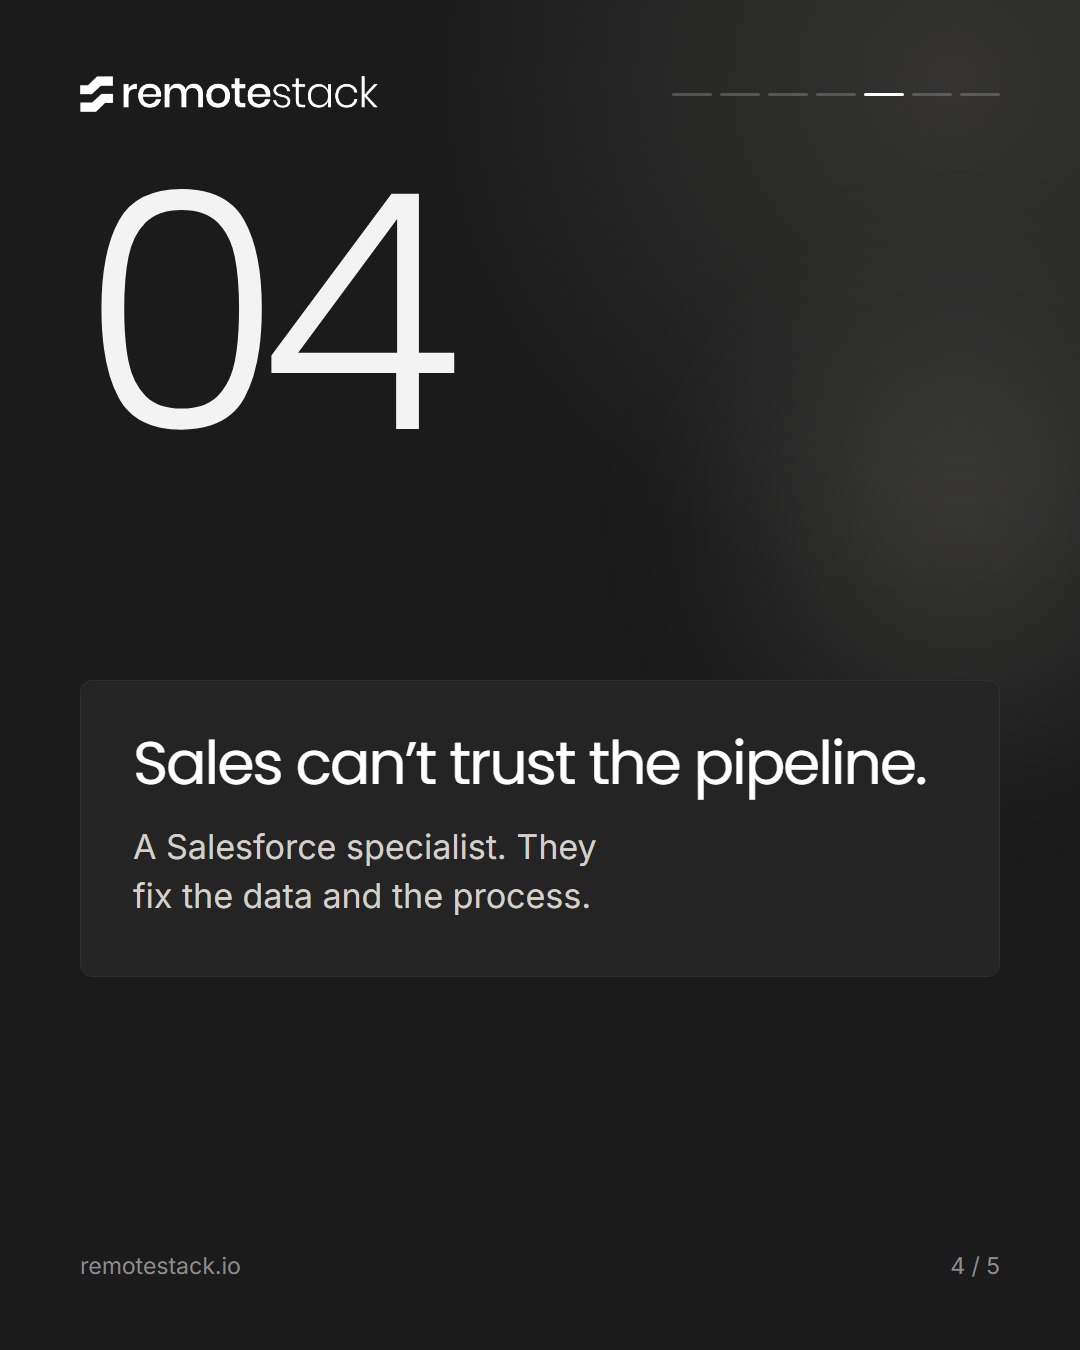 remotestack
04
Sales can’t trust the pipeline.
A Salesforce specialist. They
fix the data and the process.
remotestack.io
4 / 5